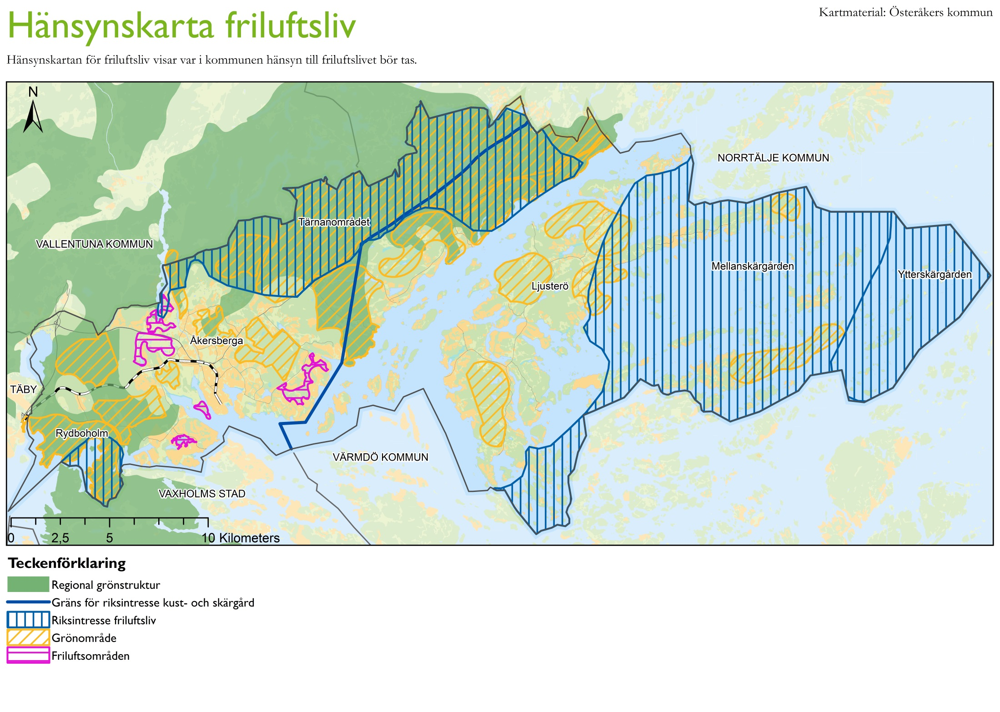 Hänsynskarta friluftsliv
Kartmaterial: Österåkers kommun
Hänsynskartan för friluftsliv visar var i kommunen hänsyn till friluftslivet bör tas.
N
NORRTÄLJE KOMMUN
Tärnanområdet
VALLENTUNA KOMMUN
Mellanskärgården
Ytterskärgården
Ljusterö
Åkersberga
TÄBY
Rydboholm
VÄRMDÖ KOMMUN
VAXHOLMS STAD
0 2,5 5 10 Kilometers
Teckenförklaring
Regional grönstruktur
Gräns för riksintresse kust- och skärgård
Riksintresse friluftsliv
Grönområde
Friluftsområden